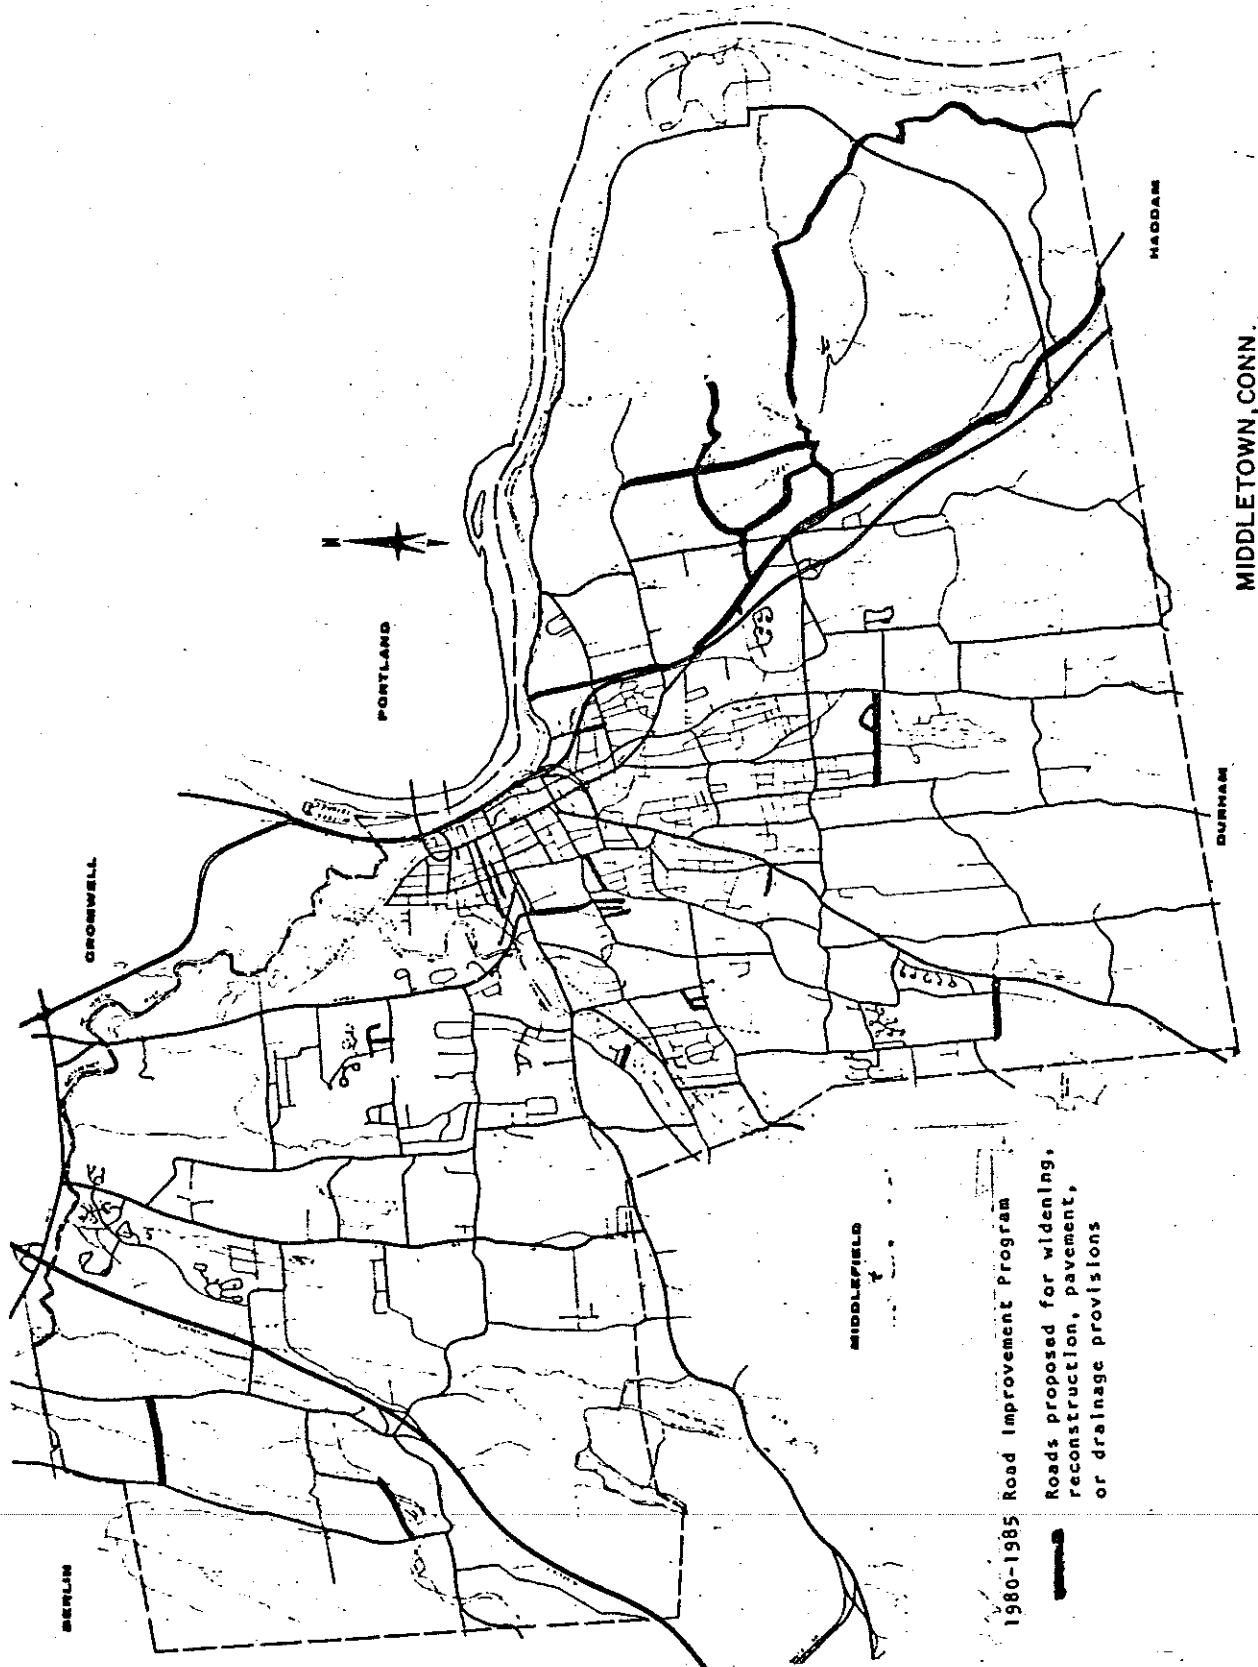 BERLIN
CROMWELL
PORTLAND
N
HADDAM
DURHAM
MIDDLEFIELD
MIDDLETOWN, CONN.
1980-1985 Road Improvement Program
Roads proposed for widening,
reconstruction, pavement,
or drainage provisions